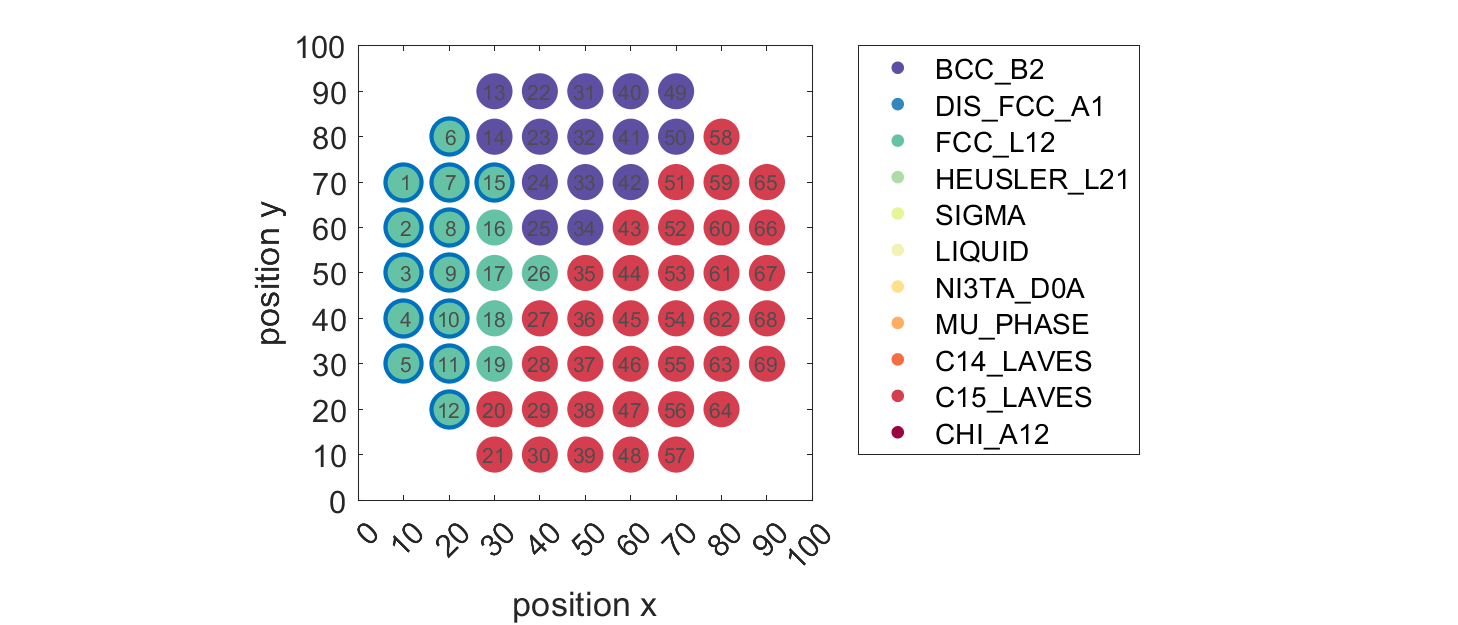 100
90
80
70
60
50
40
30
20
10
0
position y
13 22 31 40 49
6 14 23 32 41 50 58
1 7 15 24 33 42 51 59 65
2 8 16 25 34 43 52 60 66
3 9 17 26 35 44 53 61 67
4 10 18 27 36 45 54 62 68
5 11 19 28 37 46 55 63 69
12 20 29 38 47 56 64
21 30 39 48 57
0 10 20 30 40 50 60 70 80 90 100
position x
BCC_B2
DIS_FCC_A1
FCC_L12
HEUSLER_L21
SIGMA
LIQUID
NI3TA_D0A
MU_PHASE
C14_LAVES
C15_LAVES
CHI_A12